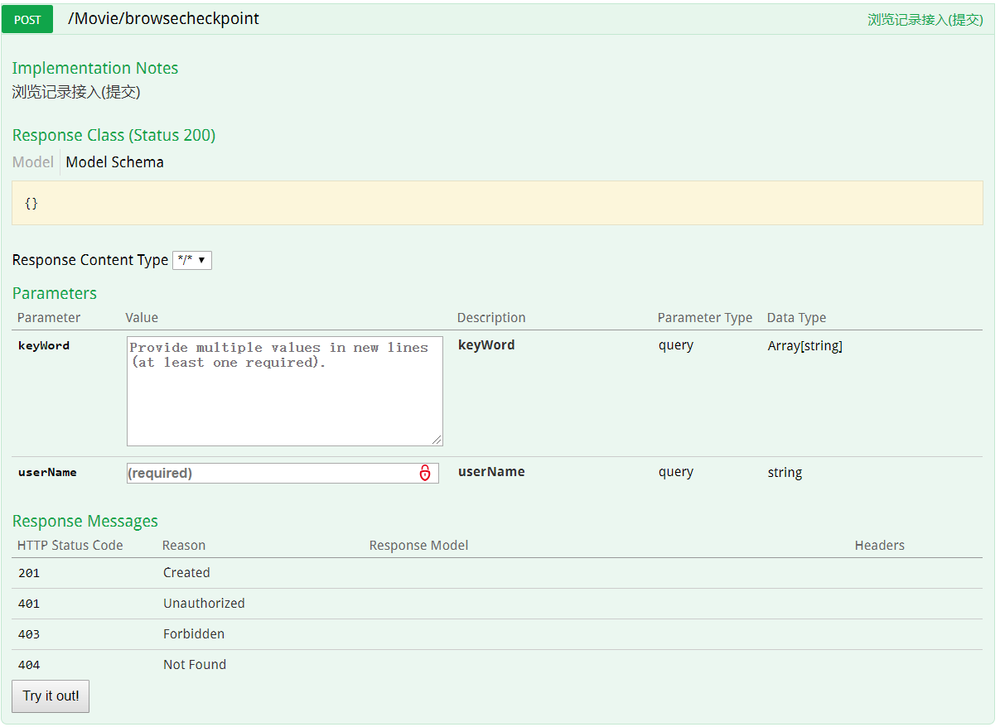 POST /Movie/browsecheckpoint 浏览记录接入(提交)
Implementation Notes
浏览记录接入(提交)
Response Class (Status 200)
Model Model Schema
{}
Response Content Type */*
Parameters
Parameter Value Description Parameter Type Data Type
keyWord Provide multiple values in new lines keyWord query Array[string]
(at least one required).
userName (required) userName query string
Response Messages
HTTP Status Code Reason Response Model Headers
201 Created
401 Unauthorized
403 Forbidden
404 Not Found
Try it out!